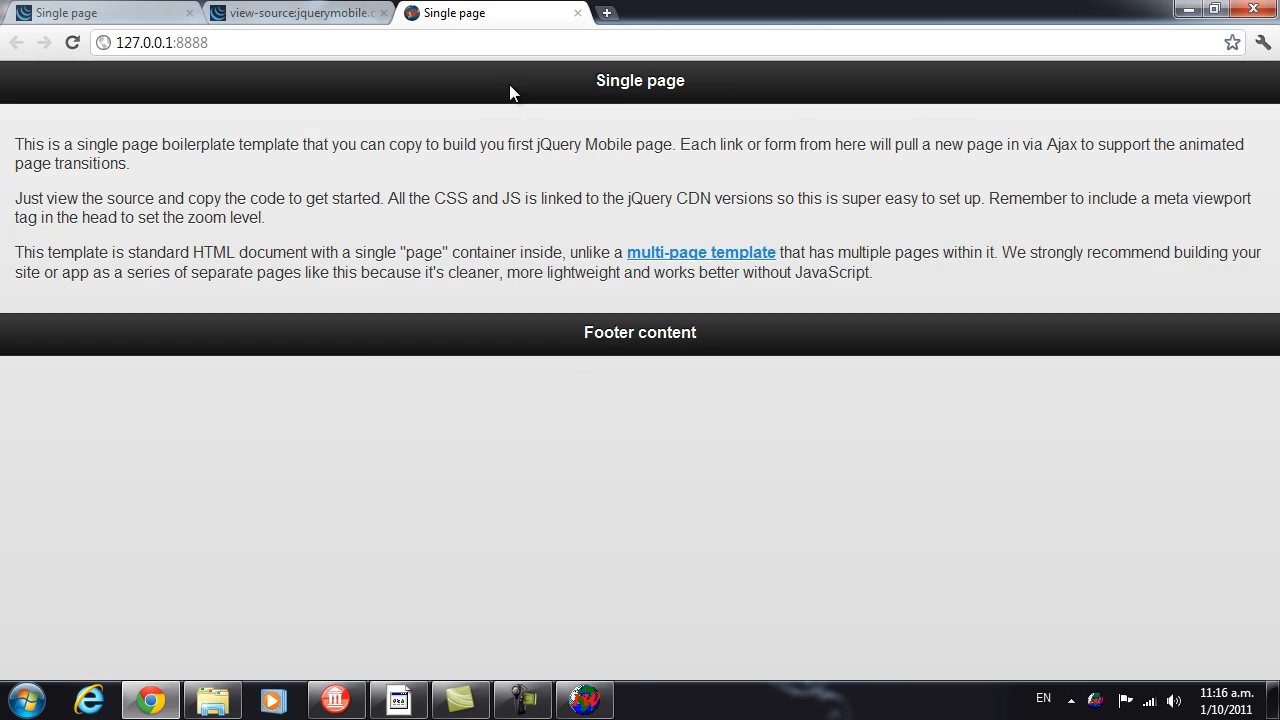 Single page
view-source:jquerymobile.c
Single page
127.0.0.1:8888
Single page
This is a single page boilerplate template that you can copy to build you first jQuery Mobile page. Each link or form from here will pull a new page in via Ajax to support the animated
page transitions.
Just view the source and copy the code to get started. All the CSS and JS is linked to the jQuery CDN versions so this is super easy to set up. Remember to include a meta viewport
tag in the head to set the zoom level.
This template is standard HTML document with a single "page" container inside, unlike a multi-page template that has multiple pages within it. We strongly recommend building your
site or app as a series of separate pages like this because it's cleaner, more lightweight and works better without JavaScript.
Footer content
EN
11:16 a.m.
1/10/2011